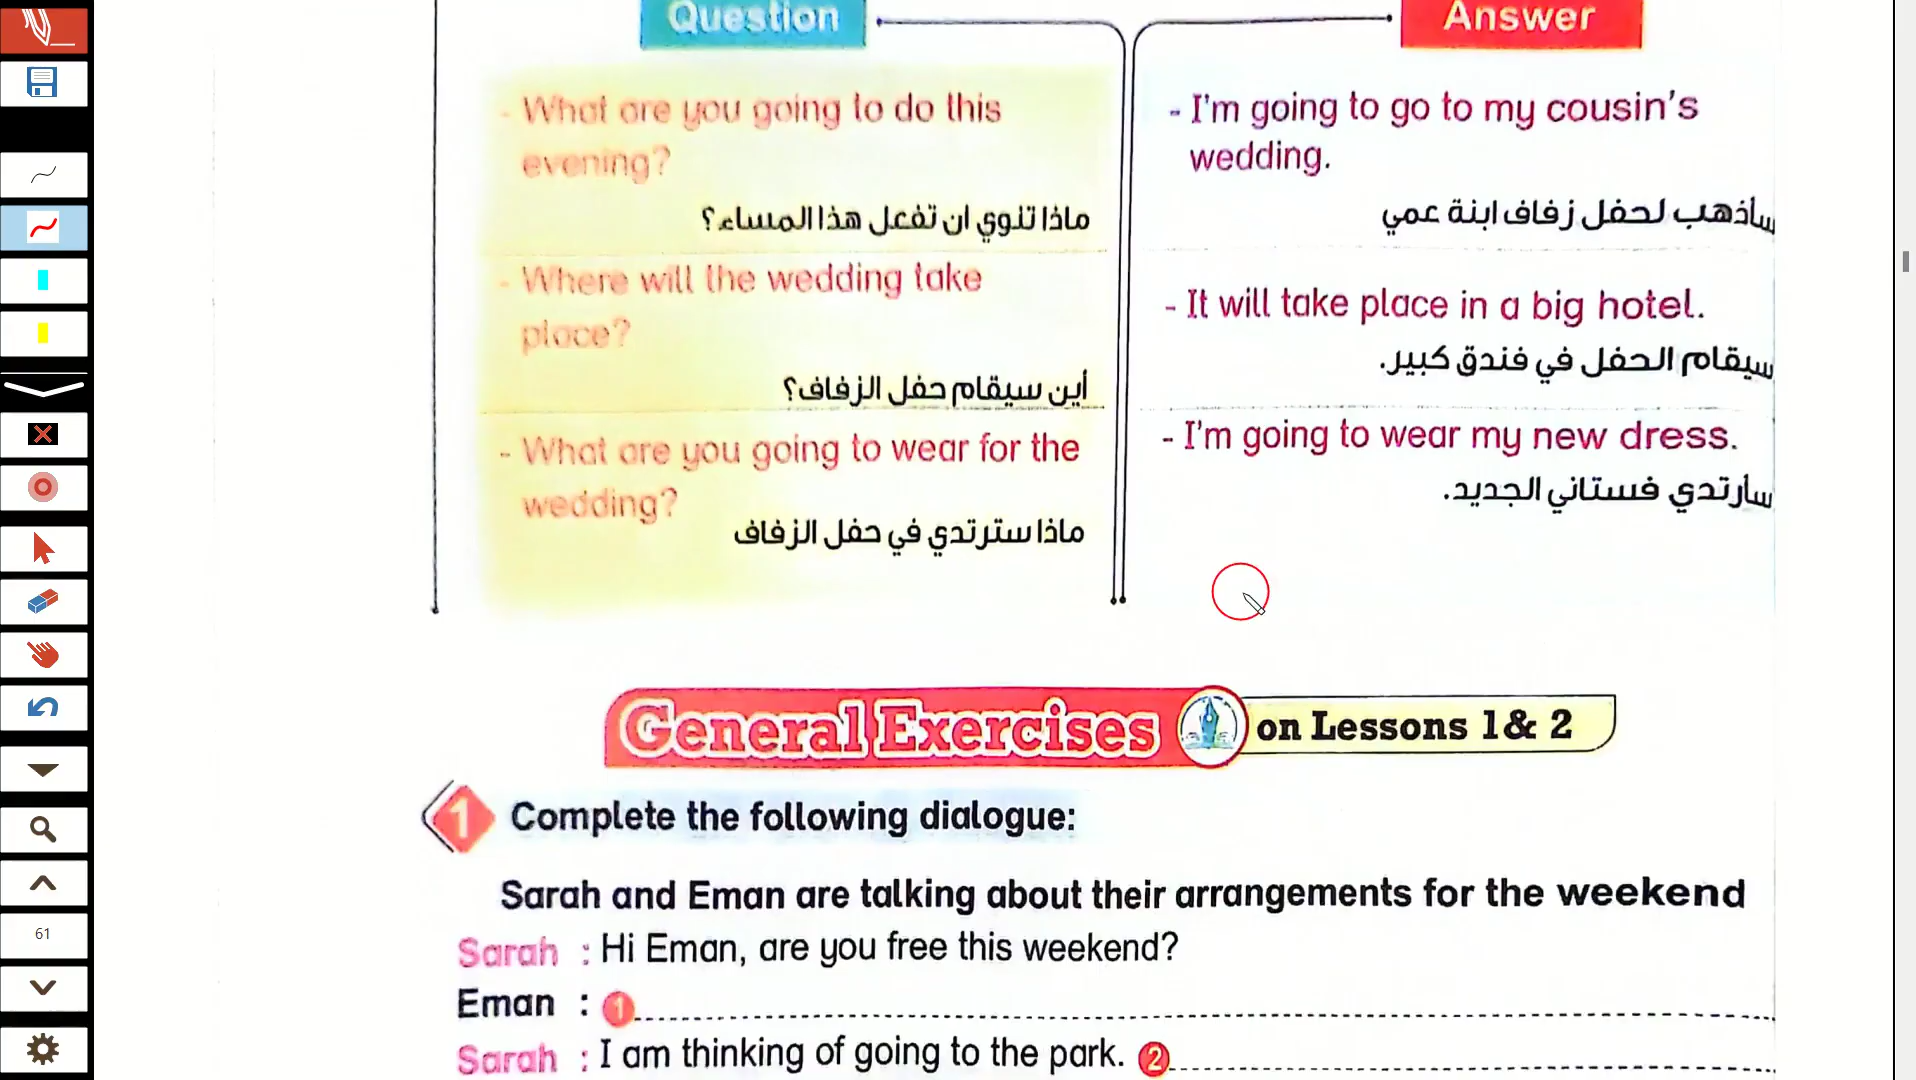 Question
Answer
- What are you going to do this
evening?
ماذا تنوي ان تفعل هذا المساء؟
- I'm going to go to my cousin's
wedding.
سأذهب لحفل زفاف ابنة عمي
- Where will the wedding take
place?
أين سيقام حفل الزفاف؟
- It will take place in a big hotel.
سيقام الحفل في فندق كبير.
- What are you going to wear for the
wedding?
ماذا سترتدي في حفل الزفاف
- I'm going to wear my new dress.
سأرتدي فستاني الجديد.
General Exercises on Lessons 1& 2
1 Complete the following dialogue:
Sarah and Eman are talking about their arrangements for the weekend
Sarah : Hi Eman, are you free this weekend?
Eman : 1
Sarah : I am thinking of going to the park. 2
61